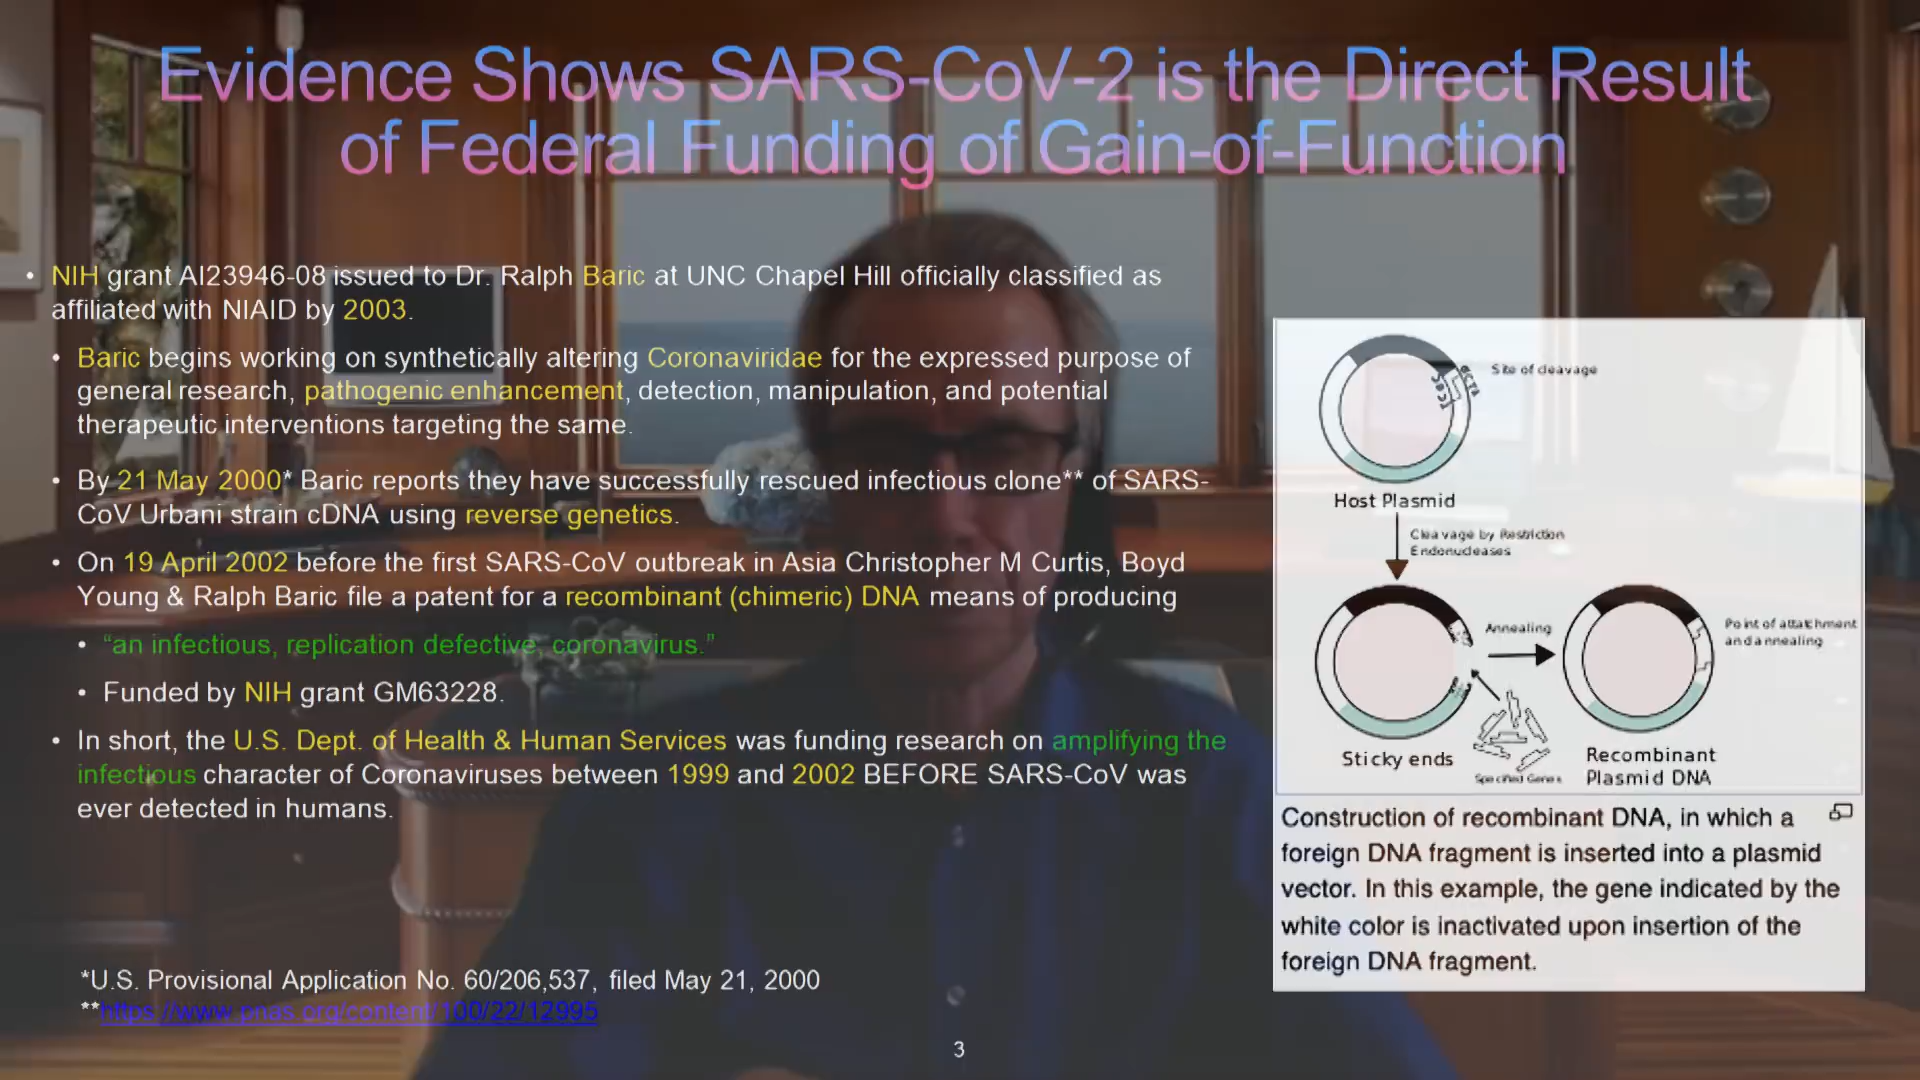 Evidence Shows SARS-CoV-2 is the Direct Result
of Federal Funding of Gain-of-Function
• NIH grant AI23946-08 issued to Dr. Ralph Baric at UNC Chapel Hill officially classified as
affiliated with NIAID by 2003.
• Baric begins working on synthetically altering Coronaviridae for the expressed purpose of
general research, pathogenic enhancement, detection, manipulation, and potential
therapeutic interventions targeting the same.
• By 21 May 2000* Baric reports they have successfully rescued infectious clone** of SARS-
CoV Urbani strain cDNA using reverse genetics.
• On 19 April 2002 before the first SARS-CoV outbreak in Asia Christopher M Curtis, Boyd
Young & Ralph Baric file a patent for a recombinant (chimeric) DNA means of producing
• “an infectious, replication defective, coronavirus.”
• Funded by NIH grant GM63228.
• In short, the U.S. Dept. of Health & Human Services was funding research on amplifying the
infectious character of Coronaviruses between 1999 and 2002 BEFORE SARS-CoV was
ever detected in humans.
*U.S. Provisional Application No. 60/206,537, filed May 21, 2000
**https://www.pnas.org/content/100/22/12995
3
Site of cleavage
Host Plasmid
Cleavage by Restriction
Endonucleases
Annealing
Point of attatchment
and annealing
Sticky ends
Specified Genes
Recombinant
Plasmid DNA
Construction of recombinant DNA, in which a
foreign DNA fragment is inserted into a plasmid
vector. In this example, the gene indicated by the
white color is inactivated upon insertion of the
foreign DNA fragment.